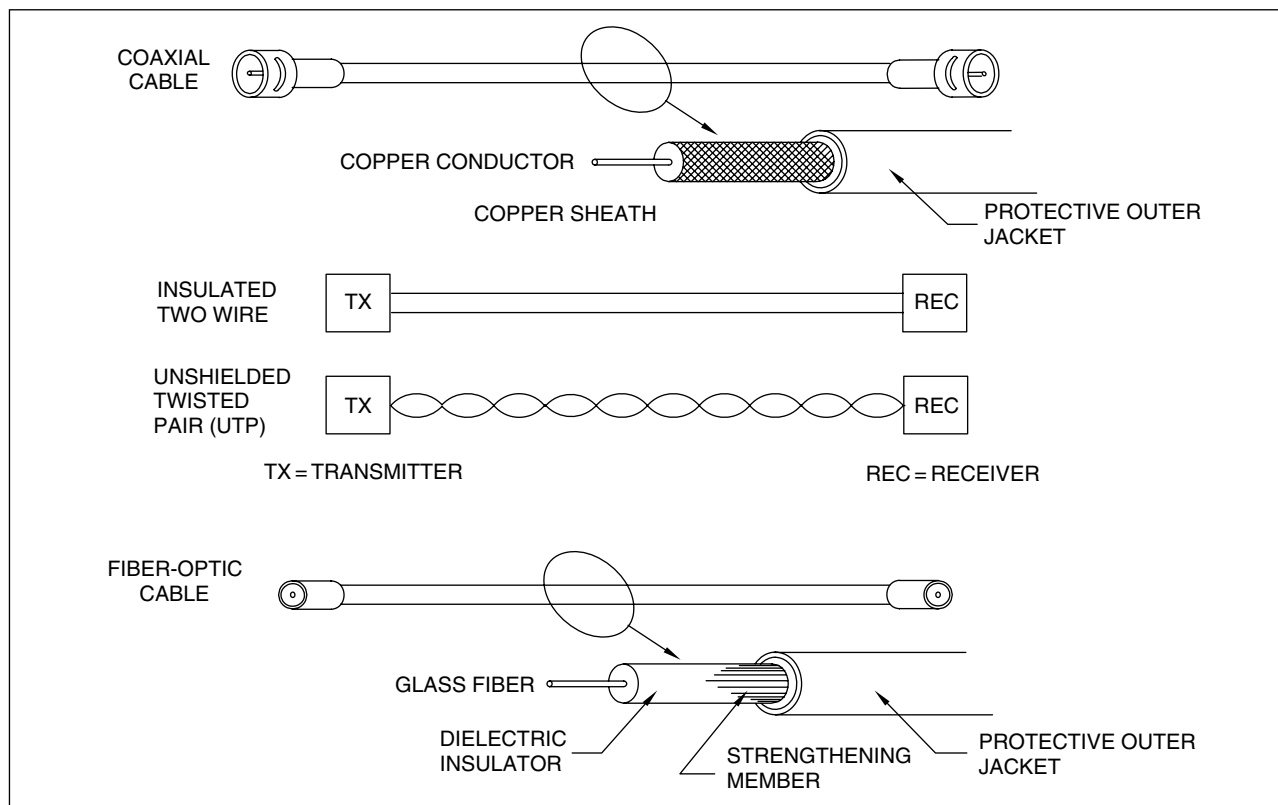 COAXIAL
CABLE
COPPER CONDUCTOR
COPPER SHEATH
PROTECTIVE OUTER
JACKET
INSULATED
TWO WIRE
TX
REC
UNSHIELDED
TWISTED
PAIR (UTP)
TX
REC
TX = TRANSMITTER
REC = RECEIVER
FIBER-OPTIC
CABLE
GLASS FIBER
DIELECTRIC
INSULATOR
STRENGTHENING
MEMBER
PROTECTIVE OUTER
JACKET